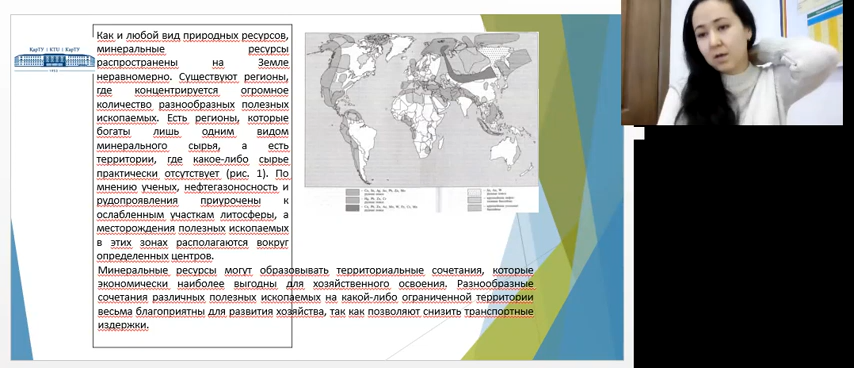 ҚарТУ | KTU | КарТУ
Как и любой вид природных ресурсов,
минеральные ресурсы
распространены на Земле
неравномерно. Существуют регионы,
где концентрируется огромное
количество разнообразных полезных
ископаемых. Есть регионы, которые
богаты лишь одним видом
минерального сырья, а есть
территории, где какое-либо сырье
практически отсутствует (рис. 1). По
мнению ученых, нефтегазоносность и
рудопроявления приурочены к
ослабленным участкам литосферы, а
месторождения полезных ископаемых
в этих зонах располагаются вокруг
определенных центров.
Минеральные ресурсы могут образовывать территориальные сочетания, которые
экономически наиболее выгодны для хозяйственного освоения. Разнообразные
сочетания различных полезных ископаемых на какой-либо ограниченной территории
весьма благоприятны для развития хозяйства, так как позволяют снизить транспортные
издержки.